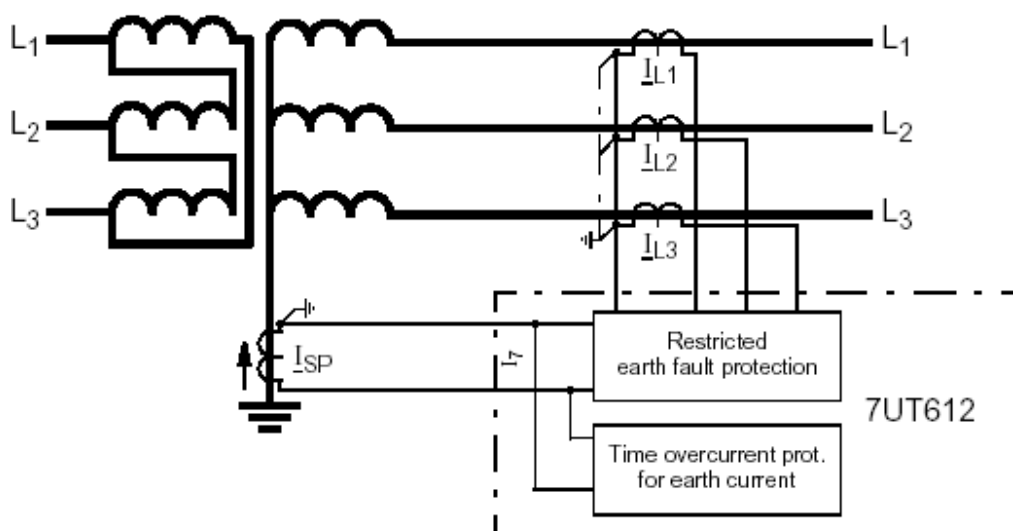 L1 L1
IL1
L2 L2
IL2
L3 L3
IL3
ISP
I7
Restricted
earth fault protection
7UT612
Time overcurrent prot.
for earth current